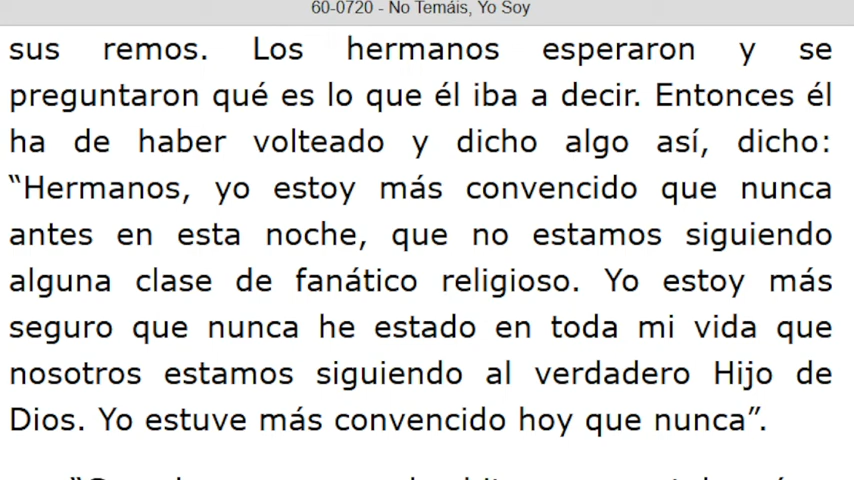 60-0720 - No Temáis, Yo Soy
sus remos. Los hermanos esperaron y se
preguntaron qué es lo que él iba a decir. Entonces él
ha de haber volteado y dicho algo así, dicho:
“Hermanos, yo estoy más convencido que nunca
antes en esta noche, que no estamos siguiendo
alguna clase de fanático religioso. Yo estoy más
seguro que nunca he estado en toda mi vida que
nosotros estamos siguiendo al verdadero Hijo de
Dios. Yo estuve más convencido hoy que nunca”.